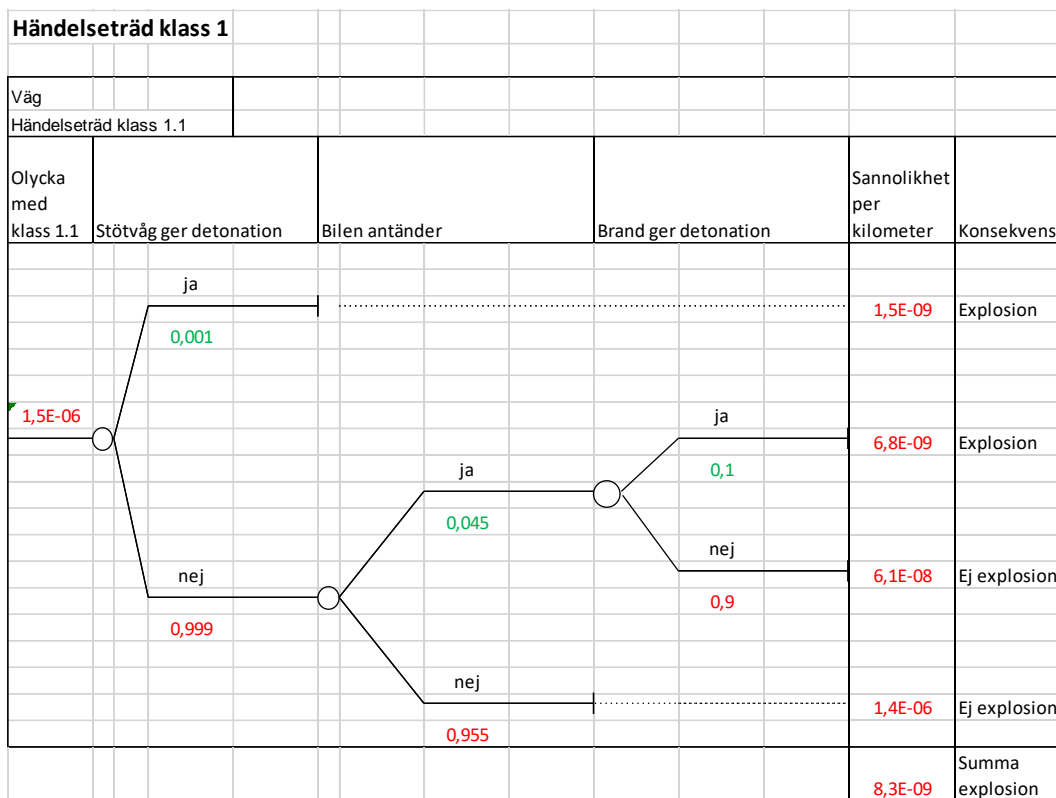 Händelseträd klass 1
Väg
Händelseträd klass 1.1
Olycka
med
klass 1.1
Stötvåg ger detonation
Bilen antänder
Brand ger detonation
Sannolikhet
per
kilometer
Konsekvens
ja
1,5E-09
Explosion
0,001
1,5E-06
ja
6,8E-09
Explosion
ja
0,1
0,045
nej
nej
6,1E-08
Ej explosion
0,9
0,999
nej
1,4E-06
Ej explosion
0,955
Summa
8,3E-09
explosion